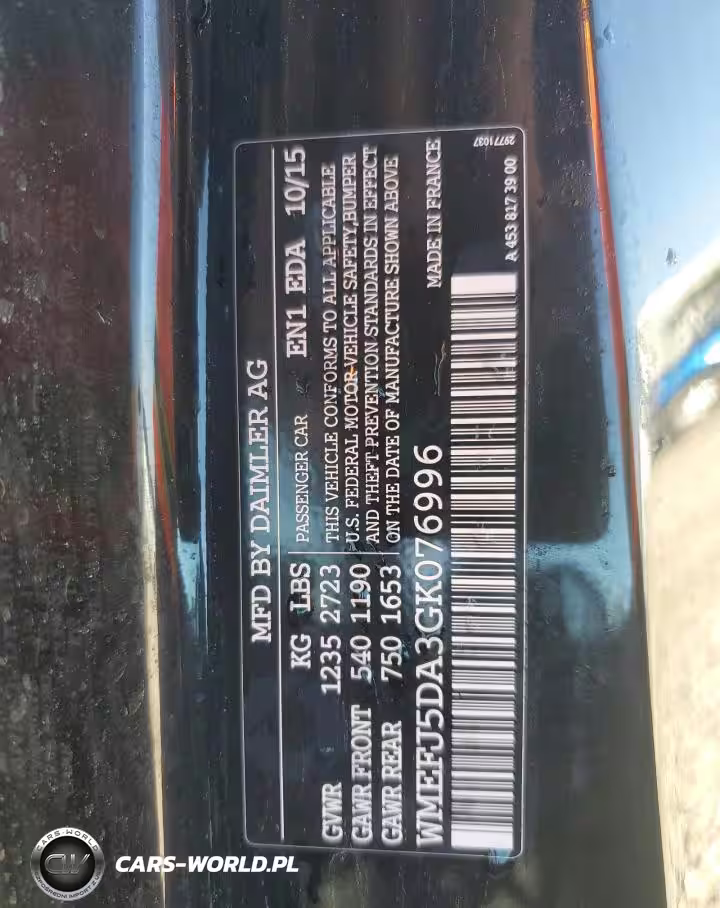 MFD BY DAIMLER AG
KG LBS
GVWR 1235 2723
GAWR FRONT 540 1190
GAWR REAR 750 1653
PASSENGER CAR EN1 EDA 10/15
THIS VEHICLE CONFORMS TO ALL APPLICABLE
U.S. FEDERAL MOTOR VEHICLE SAFETY, BUMPER
AND THEFT PREVENTION STANDARDS IN EFFECT
ON THE DATE OF MANUFACTURE SHOWN ABOVE
WMEFJ5DA3GK076996 MADE IN FRANCE
A 453 817 39 00
29771037
CARS-WORLD
CARS-WORLD.PL